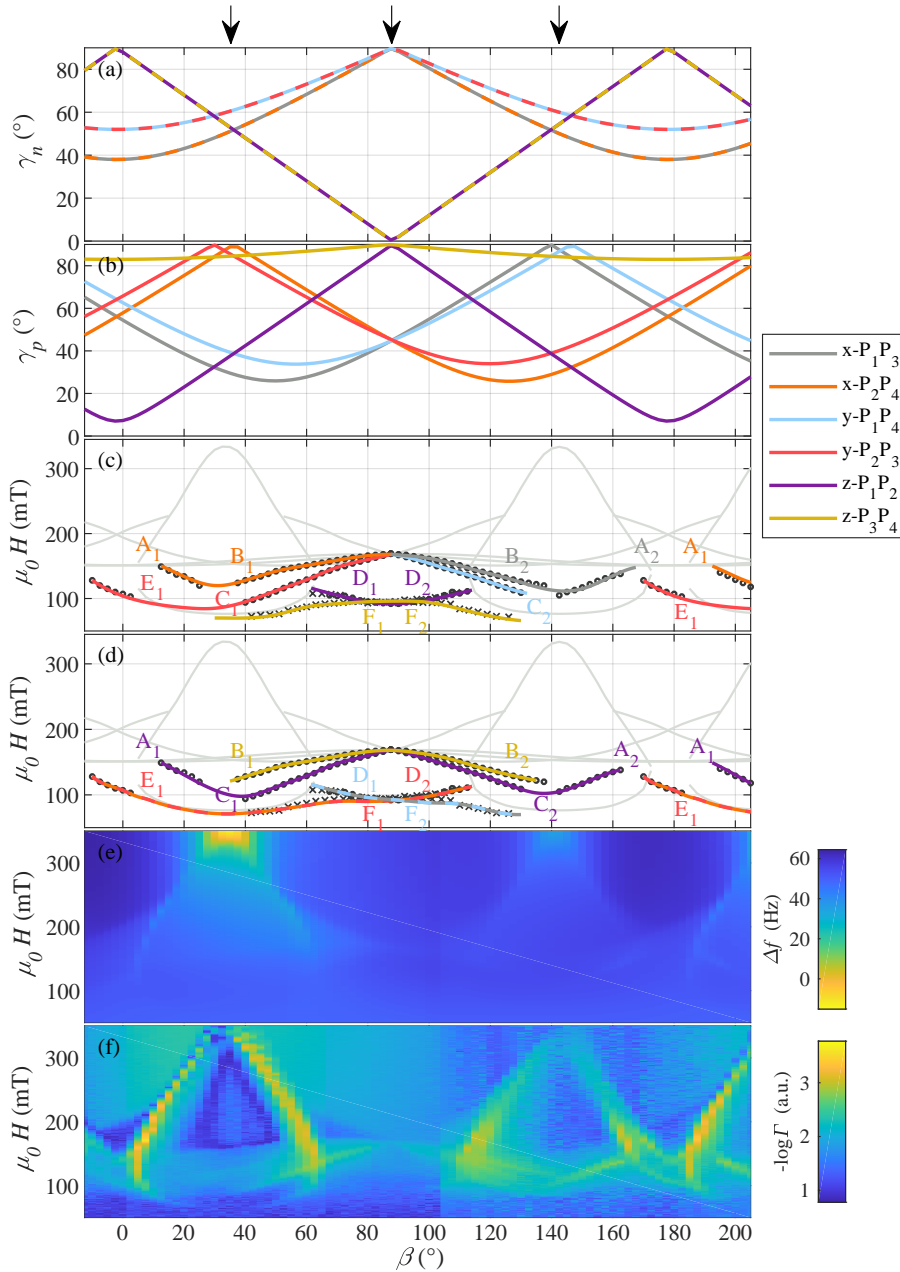 (a)
80
60
40
20
0
γn (°)
(b)
80
60
40
20
0
γp (°)
x-P1P3
x-P2P4
y-P1P4
y-P2P3
z-P1P2
z-P3P4
(c)
300
200
100
μ0 H (mT)
A1
B1
B2
A2
A1
E1
C1
D1
D2
C2
E1
F1
F2
(d)
300
200
100
μ0 H (mT)
A1
B1
B2
A2
A1
E1
C1
D1
D2
C2
E1
F1
F2
(e)
300
200
100
μ0 H (mT)
60
40
20
0
Δf (Hz)
(f)
300
200
100
μ0 H (mT)
3
2
1
-log Γ (a.u.)
0 20 40 60 80 100 120 140 160 180 200
β (°)